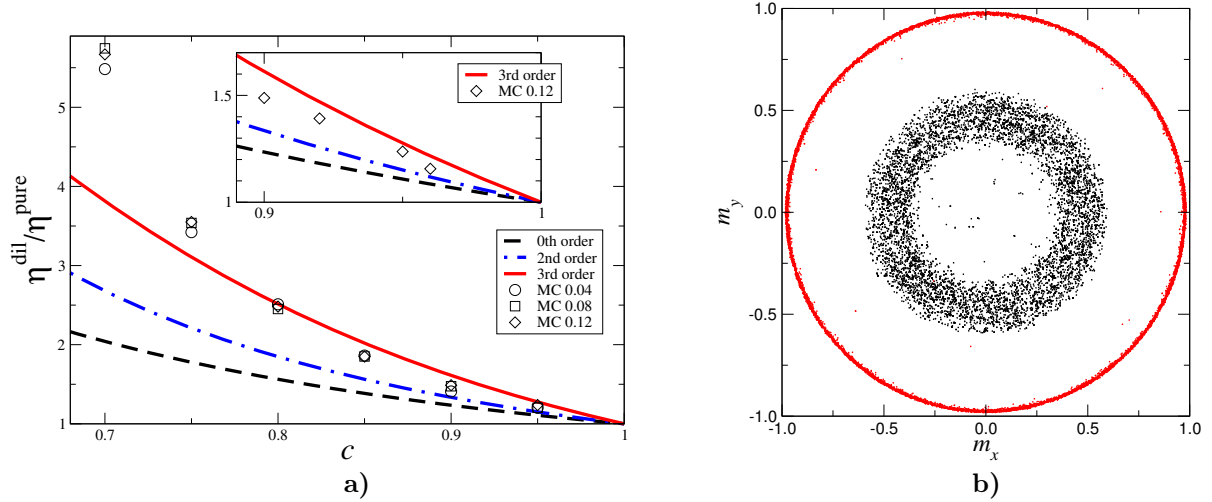 η^dil/η^pure
5
4
3
2
1
0.7
0.8
0.9
1
c
1.5
1
0.9
1
3rd order
MC 0.12
0th order
2nd order
3rd order
MC 0.04
MC 0.08
MC 0.12
a)
m_y
1.0
0.5
0.0
-0.5
-1.0
-1.0
-0.5
0.0
0.5
1.0
m_x
b)